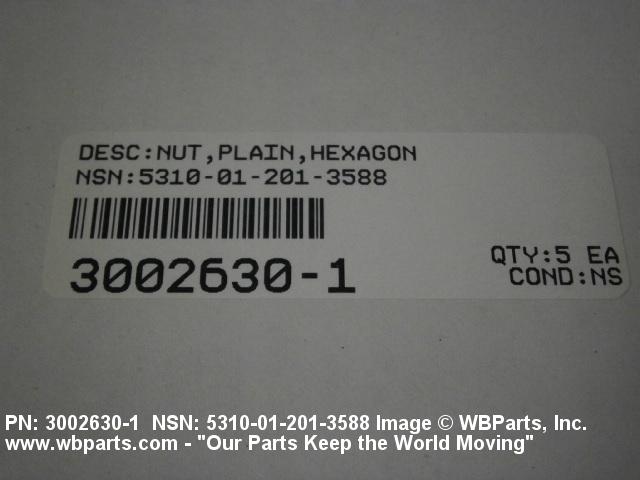 DESC:NUT,PLAIN,HEXAGON
NSN:5310-01-201-3588
3002630-1
QTY:5 EA
COND:NS
PN: 3002630-1 NSN: 5310-01-201-3588 Image © WBParts, Inc.
www.wbparts.com - "Our Parts Keep the World Moving"